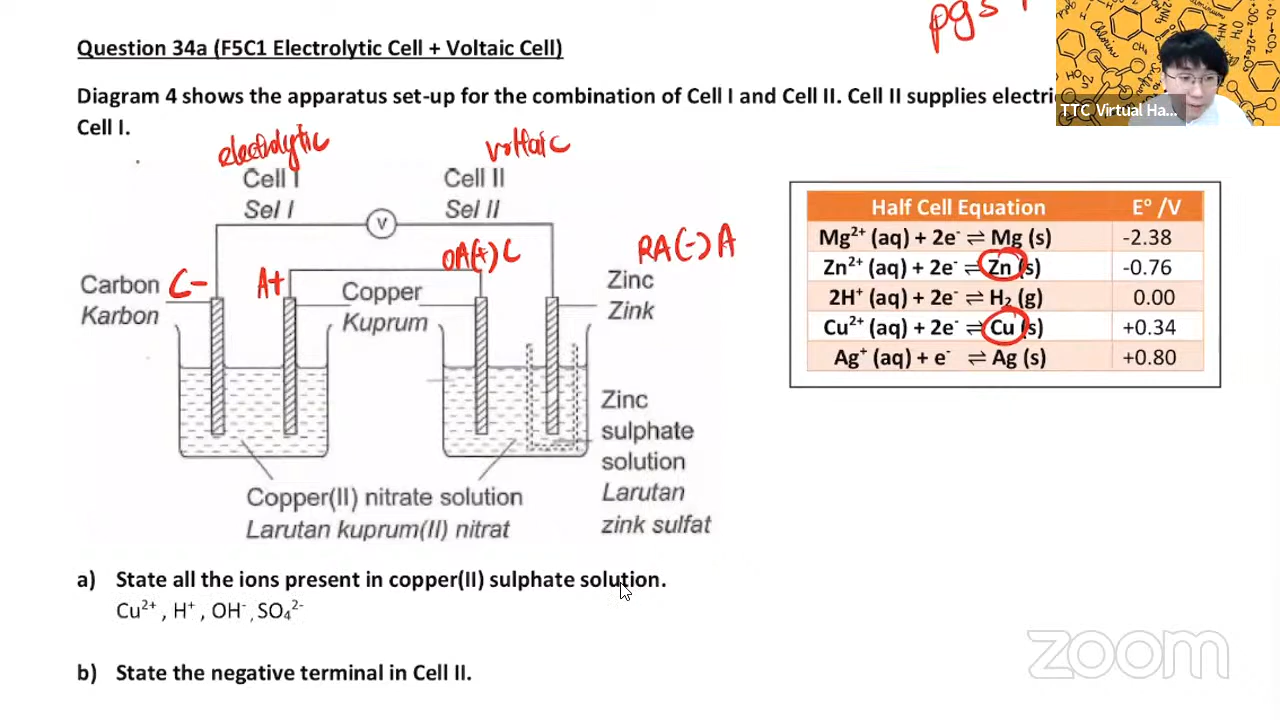 pgs
Question 34a (F5C1 Electrolytic Cell + Voltaic Cell)
Diagram 4 shows the apparatus set-up for the combination of Cell I and Cell II. Cell II supplies electri
Cell I.
electrolytic
voltaic
Cell I
Sel I
Cell II
Sel II
V
C-
A+
OA(+) C
RA(-) A
Carbon
Karbon
Copper
Kuprum
Zinc
Zink
Zinc
sulphate
solution
Larutan
zink sulfat
Copper(II) nitrate solution
Larutan kuprum(II) nitrat
Half Cell Equation E° /V
Mg²⁺ (aq) + 2e⁻ ⇌ Mg (s) -2.38
Zn²⁺ (aq) + 2e⁻ ⇌ Zn (s) -0.76
2H⁺ (aq) + 2e⁻ ⇌ H₂ (g) 0.00
Cu²⁺ (aq) + 2e⁻ ⇌ Cu (s) +0.34
Ag⁺ (aq) + e⁻ ⇌ Ag (s) +0.80
a) State all the ions present in copper(II) sulphate solution.
Cu²⁺ , H⁺ , OH⁻ , SO₄²⁻
b) State the negative terminal in Cell II.
TTC Virtual Ha...
zoom